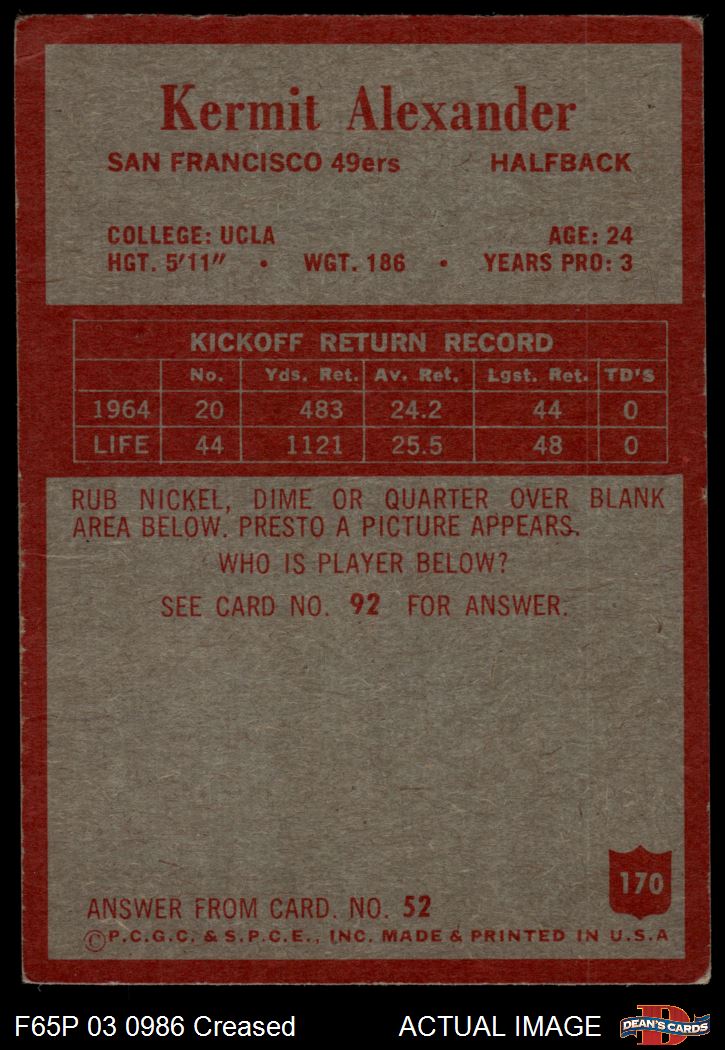 Kermit Alexander
SAN FRANCISCO 49ers HALFBACK
COLLEGE: UCLA AGE: 24
HGT. 5'11" • WGT. 186 • YEARS PRO: 3
KICKOFF RETURN RECORD
No. Yds. Ret. Av. Ret. Lgst. Ret. TD'S
1964 20 483 24.2 44 0
LIFE 44 1121 25.5 48 0
RUB NICKEL, DIME OR QUARTER OVER BLANK
AREA BELOW. PRESTO A PICTURE APPEARS.
WHO IS PLAYER BELOW?
SEE CARD NO. 92 FOR ANSWER.
170
ANSWER FROM CARD. NO. 52
©P.C.G.C. & S.P.C.E., INC. MADE & PRINTED IN U.S.A
F65P 03 0986 Creased ACTUAL IMAGE
D
DEAN'S CARDS